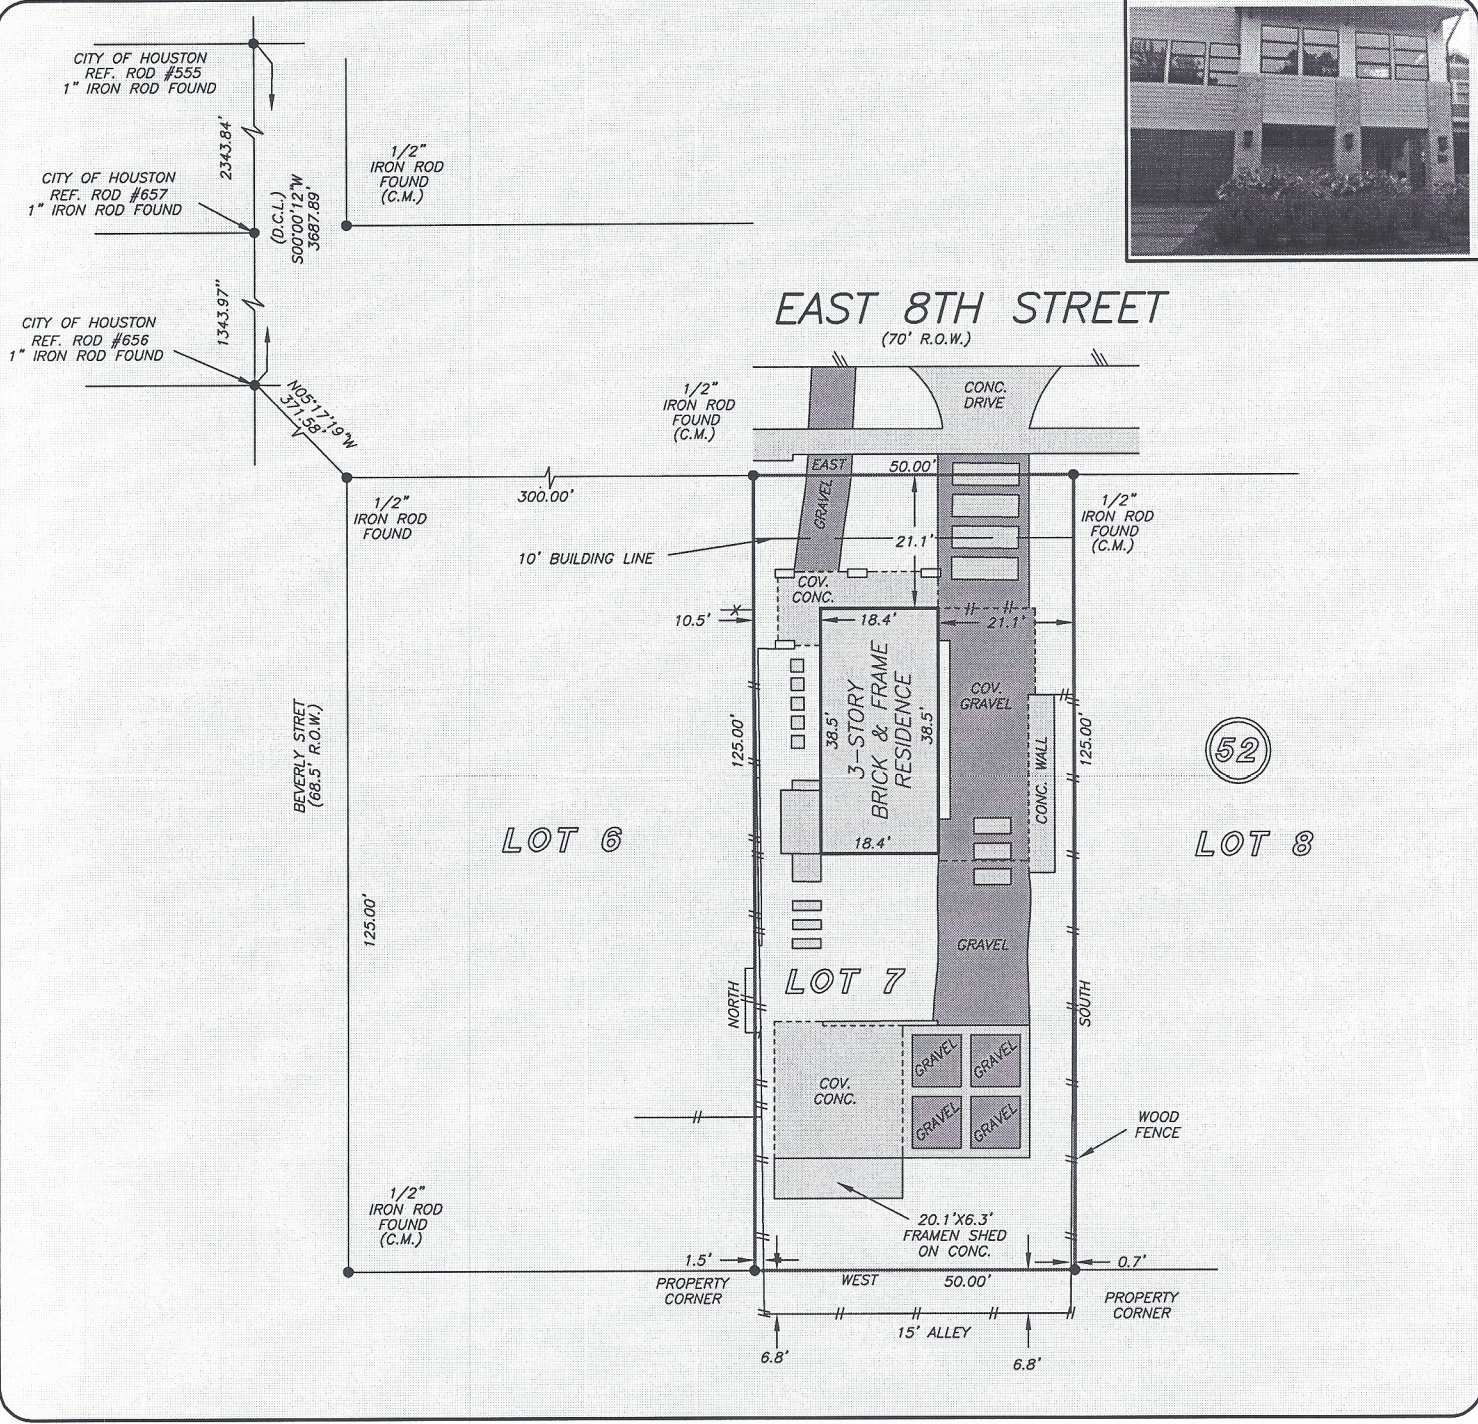 CITY OF HOUSTON
REF. ROD #555
1" IRON ROD FOUND
2343.84'
CITY OF HOUSTON
REF. ROD #657
1" IRON ROD FOUND
(D.C.L.)
S00°00'12"W
3687.89'
1/2"
IRON ROD
FOUND
(C.M.)
1343.97"
CITY OF HOUSTON
REF. ROD #656
1" IRON ROD FOUND
N05°17'19"W
371.58'
EAST 8TH STREET
(70' R.O.W.)
1/2"
IRON ROD
FOUND
(C.M.)
CONC.
DRIVE
EAST
50.00'
300.00'
1/2"
IRON ROD
FOUND
GRAVEL
1/2"
IRON ROD
FOUND
(C.M.)
10' BUILDING LINE
21.1'
COV.
CONC.
10.5'
18.4'
21.1'
3-STORY
BRICK & FRAME
RESIDENCE
38.5'
38.5'
18.4'
COV.
GRAVEL
CONC. WALL
125.00'
125.00'
52
BEVERLY STRET
(68.5' R.O.W.)
LOT 6
LOT 8
125.00'
GRAVEL
LOT 7
NORTH
SOUTH
GRAVEL
GRAVEL
COV.
CONC.
GRAVEL
GRAVEL
WOOD
FENCE
1/2"
IRON ROD
FOUND
(C.M.)
20.1'X6.3'
FRAMEN SHED
ON CONC.
1.5'
0.7'
PROPERTY
CORNER
WEST
50.00'
PROPERTY
CORNER
15' ALLEY
6.8'
6.8'